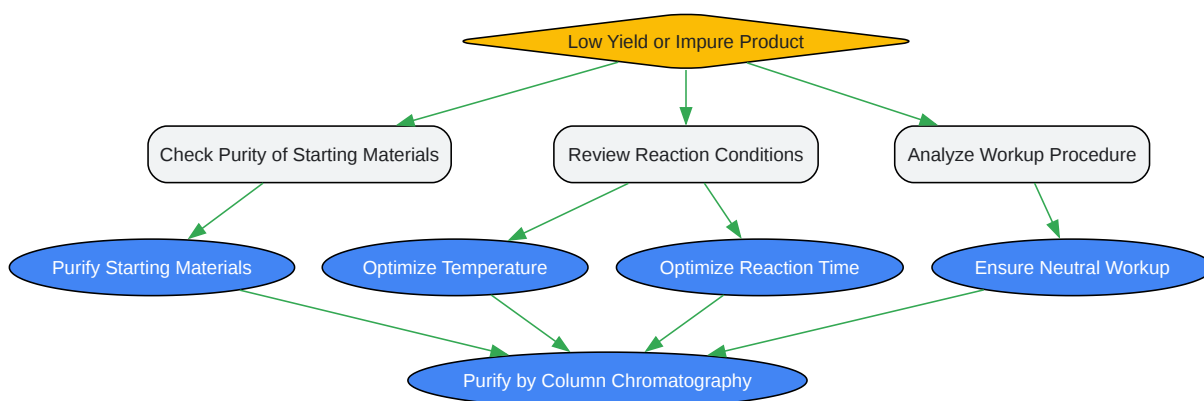 Low Yield or Impure Product
Check Purity of Starting Materials
Review Reaction Conditions
Analyze Workup Procedure
Purify Starting Materials
Optimize Temperature
Optimize Reaction Time
Ensure Neutral Workup
Purify by Column Chromatography